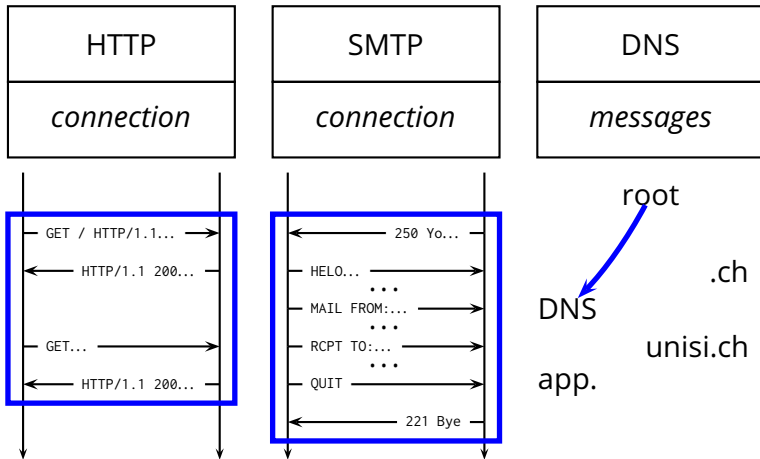 HTTP
connection
GET / HTTP/1.1...
HTTP/1.1 200...
GET...
HTTP/1.1 200...
SMTP
connection
250 Yo...
HELO...
...
MAIL FROM:...
...
RCPT TO:...
...
QUIT
221 Bye
DNS
messages
root
.ch
DNS
unisi.ch
app.